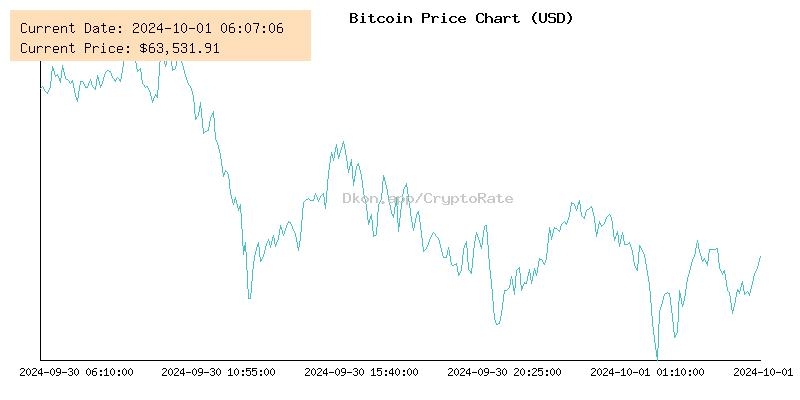 Bitcoin Price Chart (USD)
Current Date: 2024-10-01 06:07:06
Current Price: $63,531.91
Dkon.app/CryptoRate
2024-09-30 06:10:00 2024-09-30 10:55:00 2024-09-30 15:40:00 2024-09-30 20:25:00 2024-10-01 01:10:00 2024-10-01